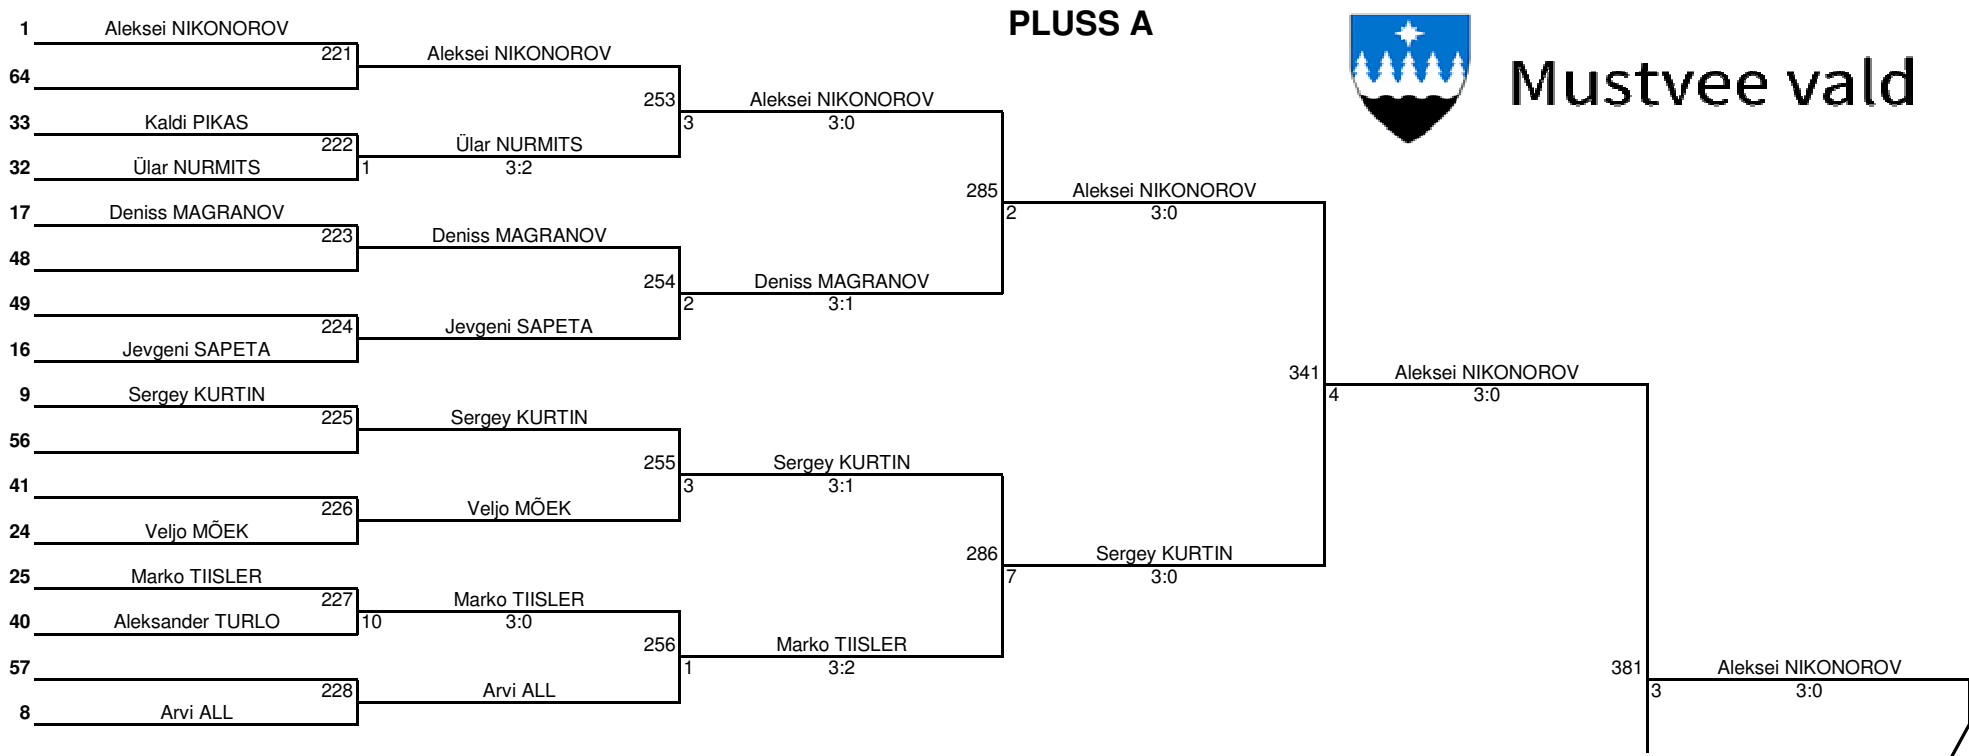 PLUSS A
Mustvee vald
1 Aleksei NIKONOROV
221 Aleksei NIKONOROV
64
253 Aleksei NIKONOROV
3 3:0
33 Kaldi PIKAS
222 Ülar NURMITS
32 Ülar NURMITS 1 3:2
285 Aleksei NIKONOROV
2 3:0
17 Deniss MAGRANOV
223 Deniss MAGRANOV
48
254 Deniss MAGRANOV
2 3:1
49
224 Jevgeni SAPETA
16 Jevgeni SAPETA
341 Aleksei NIKONOROV
4 3:0
9 Sergey KURTIN
225 Sergey KURTIN
56
255 Sergey KURTIN
3 3:1
41
226 Veljo MÕEK
24 Veljo MÕEK
286 Sergey KURTIN
7 3:0
25 Marko TIISLER
227 Marko TIISLER
40 Aleksander TURLO 10 3:0
256 Marko TIISLER
1 3:2
57
381 Aleksei NIKONOROV
3 3:0
228 Arvi ALL
8 Arvi ALL